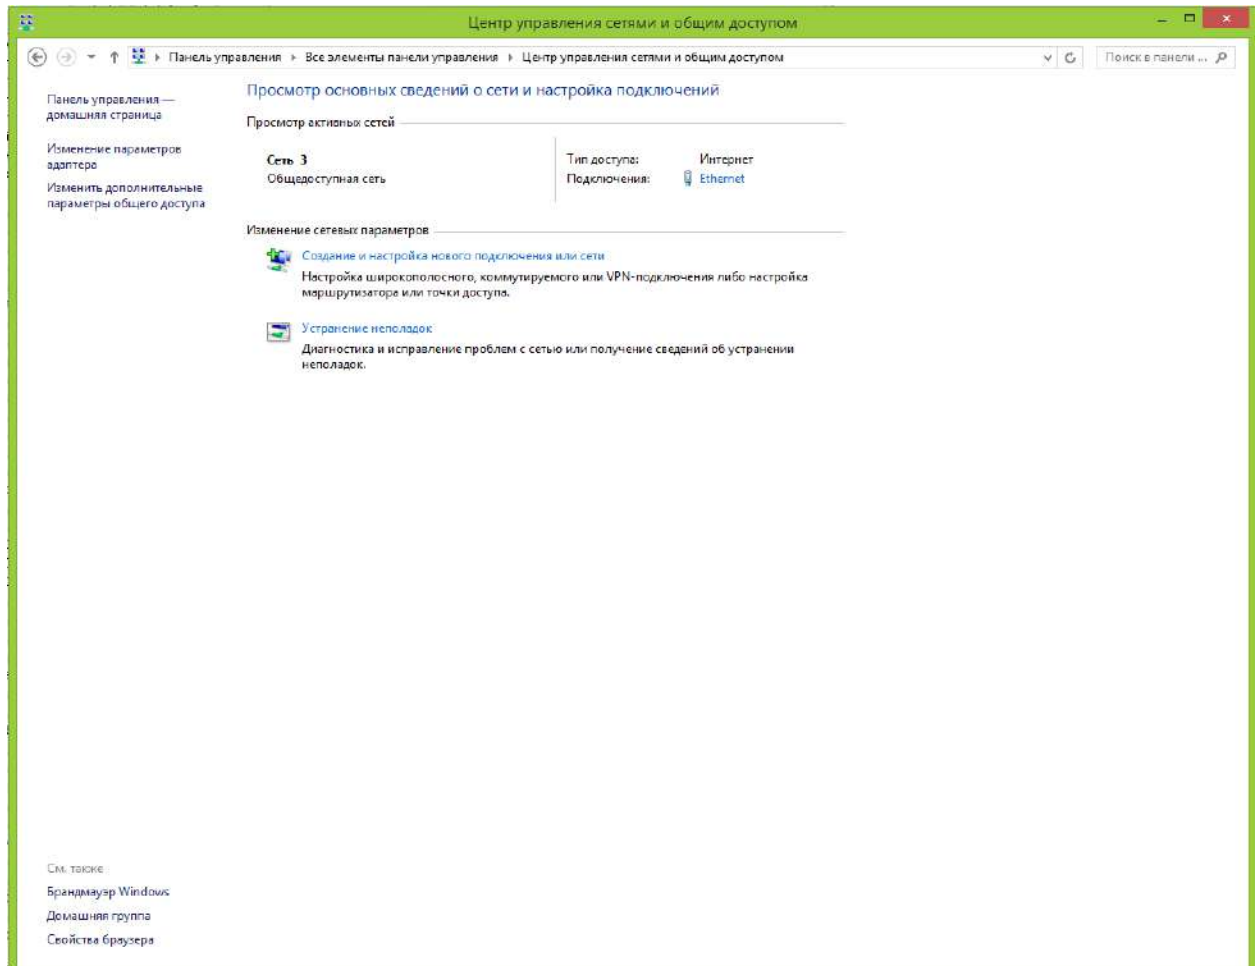 Центр управления сетями и общим доступом
Панель управления
Все элементы панели управления
Центр управления сетями и общим доступом
Поиск в панели ...
Панель управления —
домашняя страница
Изменение параметров
адаптера
Изменить дополнительные
параметры общего доступа
Просмотр основных сведений о сети и настройка подключений
Просмотр активных сетей
Сеть 3
Общедоступная сеть
Тип доступа: Интернет
Подключения: Ethernet
Изменение сетевых параметров
Создание и настройка нового подключения или сети
Настройка широкополосного, коммутируемого или VPN-подключения либо настройка
маршрутизатора или точки доступа.
Устранение неполадок
Диагностика и исправление проблем с сетью или получение сведений об устранении
неполадок.
См. также
Брандмауэр Windows
Домашняя группа
Свойства браузера